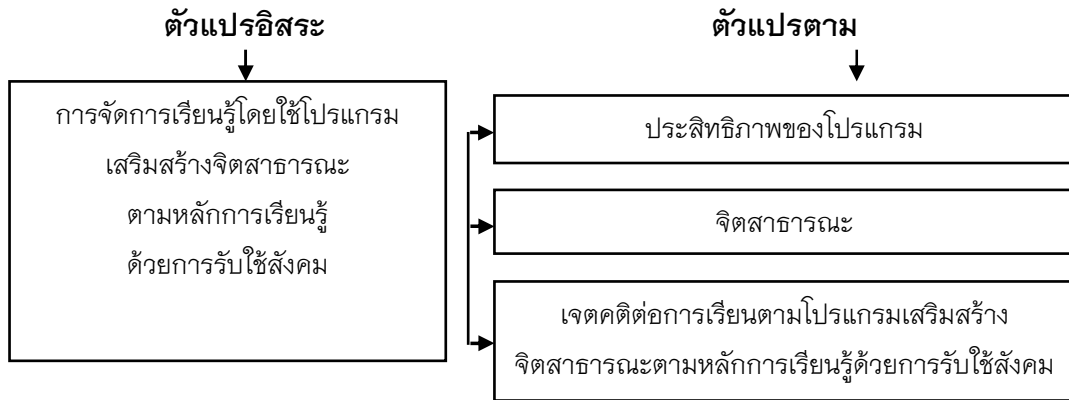 ตัวแปรอิสระ
การจัดการเรียนรู้โดยใช้โปรแกรม
เสริมสร้างจิตสาธารณะ
ตามหลักการเรียนรู้
ด้วยการรับใช้สังคม
ตัวแปรตาม
ประสิทธิภาพของโปรแกรม
จิตสาธารณะ
เจตคติต่อการเรียนตามโปรแกรมเสริมสร้าง
จิตสาธารณะตามหลักการเรียนรู้ด้วยการรับใช้สังคม